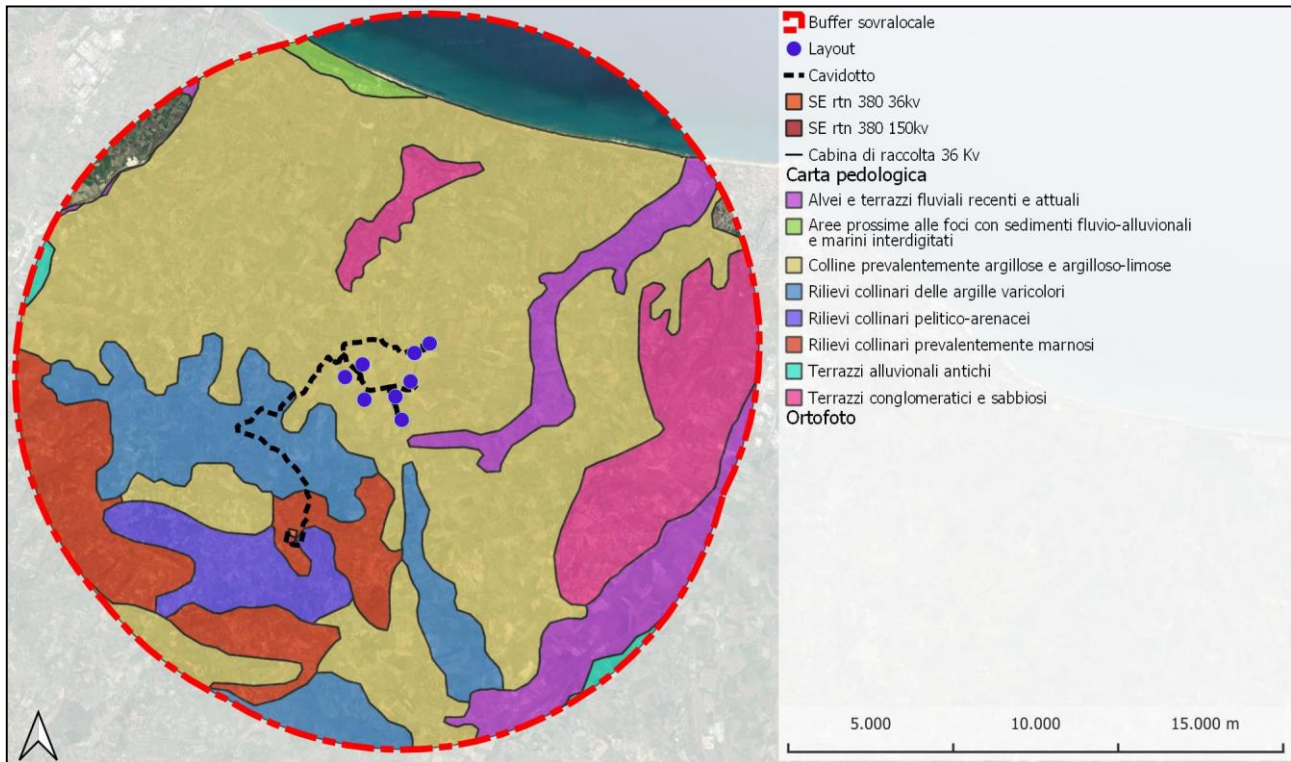 Buffer sovralocale
Layout
Cavidotto
SE rtn 380 36kv
SE rtn 380 150kv
Cabina di raccolta 36 Kv
Carta pedologica
Alvei e terrazzi fluviali recenti e attuali
Aree prossime alle foci con sedimenti fluvio-alluvionali
e marini interdigitati
Colline prevalentemente argillose e argilloso-limose
Rilievi collinari delle argille varicolori
Rilievi collinari pelitico-arenacei
Rilievi collinari prevalentemente marnosi
Terrazzi alluvionali antichi
Terrazzi conglomeratici e sabbiosi
Ortofoto
5.000 10.000 15.000 m